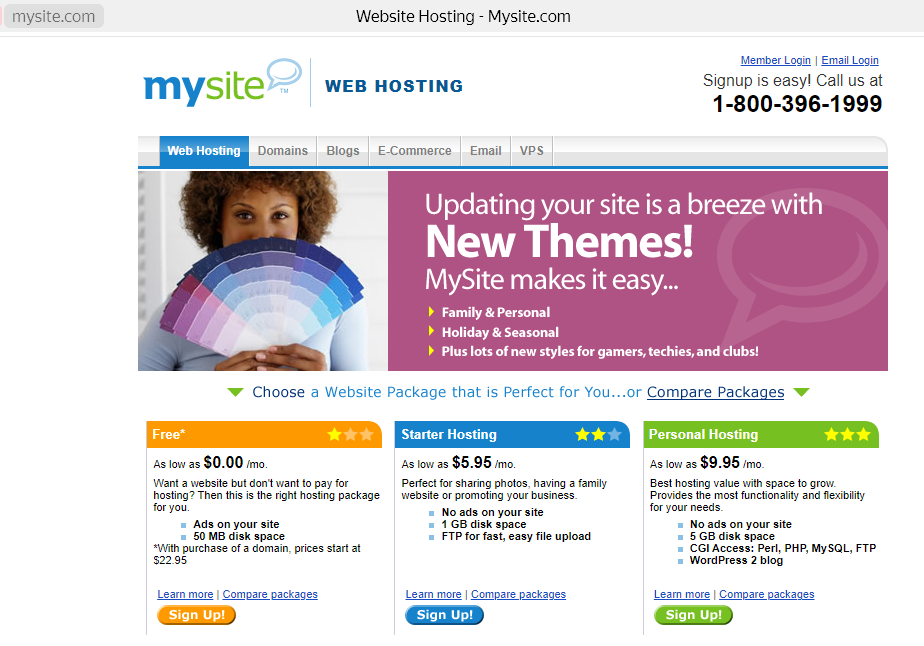 mysite.com
Website Hosting - Mysite.com
Member Login | Email Login
mysite™ WEB HOSTING
Signup is easy! Call us at
1-800-396-1999
Web Hosting Domains Blogs E-Commerce Email VPS
Updating your site is a breeze with
New Themes!
MySite makes it easy...
Family & Personal
Holiday & Seasonal
Plus lots of new styles for gamers, techies, and clubs!
Choose a Website Package that is Perfect for You...or Compare Packages
Free*
As low as $0.00 /mo.
Want a website but don't want to pay for
hosting? Then this is the right hosting package
for you.
Ads on your site
50 MB disk space
*With purchase of a domain, prices start at
$22.95
Learn more | Compare packages
Sign Up!
Starter Hosting
As low as $5.95 /mo.
Perfect for sharing photos, having a family
website or promoting your business.
No ads on your site
1 GB disk space
FTP for fast, easy file upload
Learn more | Compare packages
Sign Up!
Personal Hosting
As low as $9.95 /mo.
Best hosting value with space to grow.
Provides the most functionality and flexibility
for your needs.
No ads on your site
5 GB disk space
CGI Access: Perl, PHP, MySQL, FTP
WordPress 2 blog
Learn more | Compare packages
Sign Up!